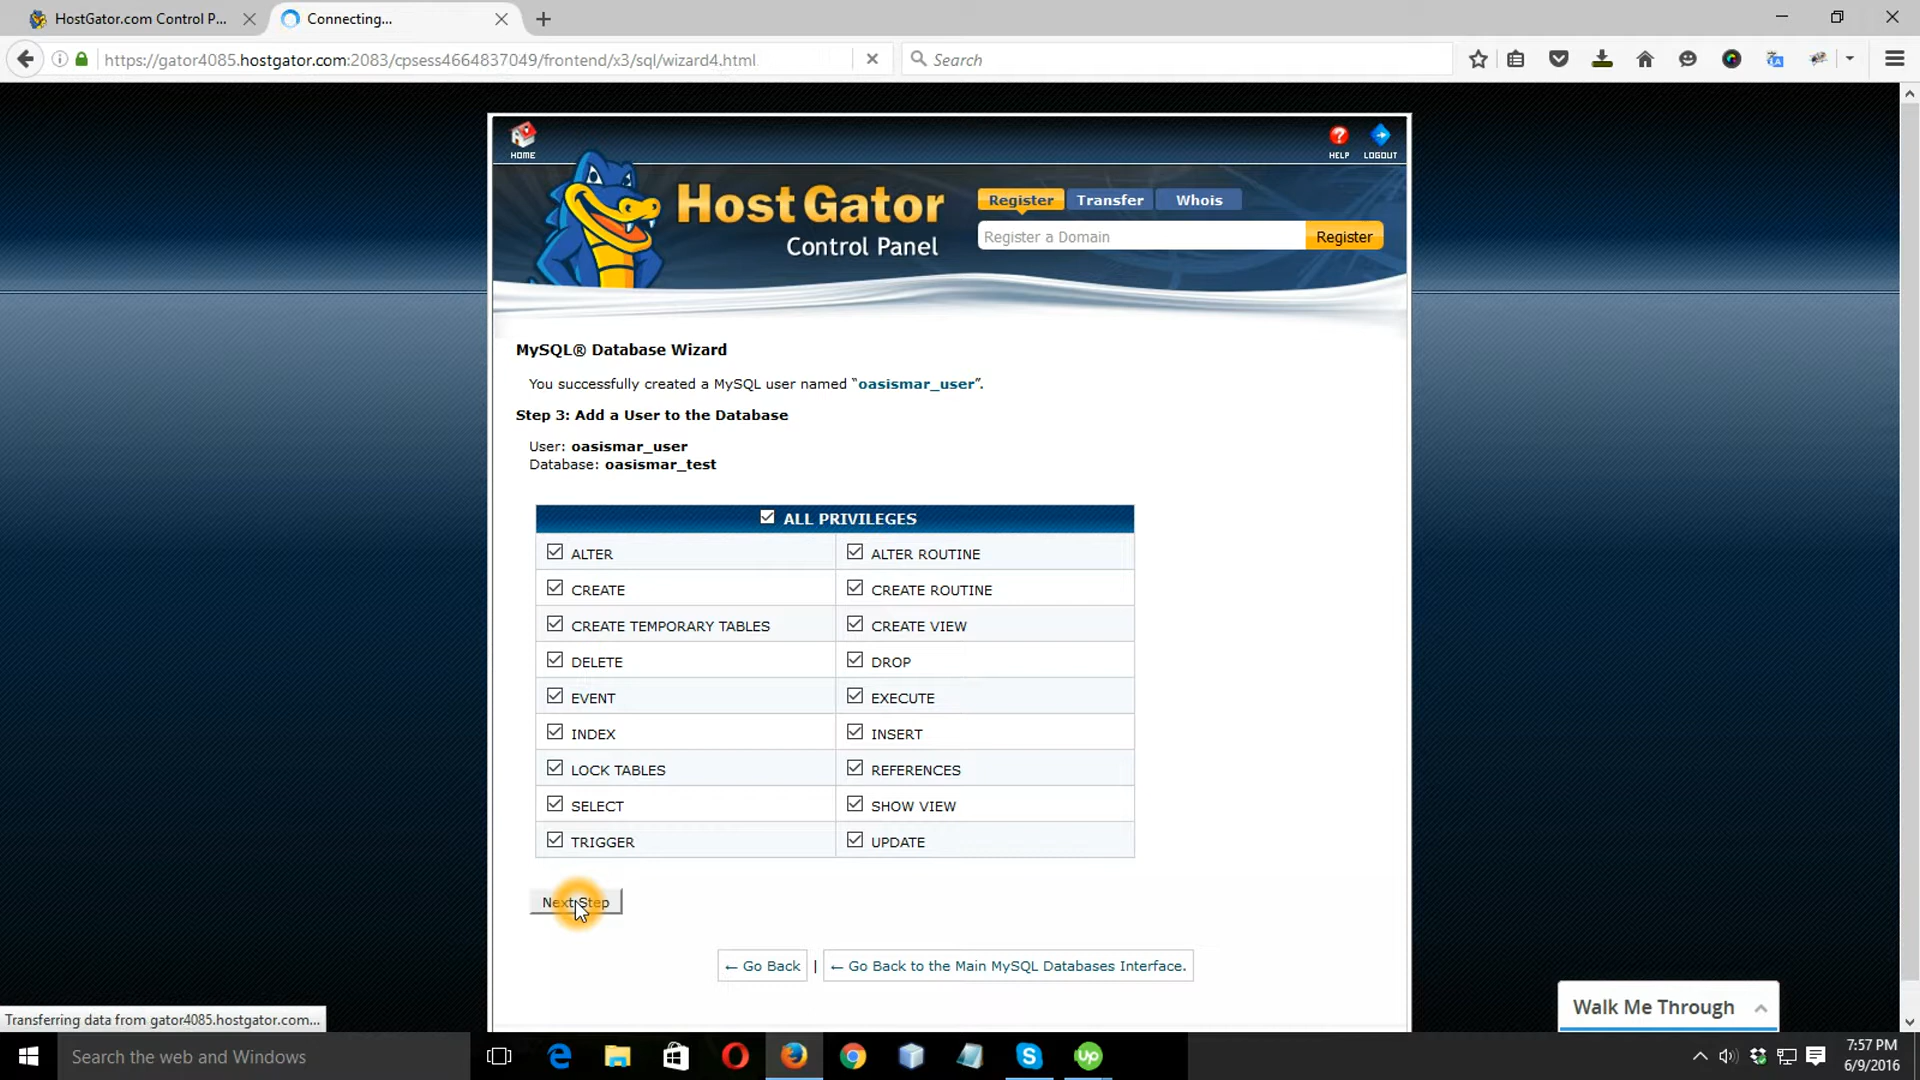 HostGator.com Control P...
Connecting...
https://gator4085.hostgator.com:2083/cpsess4664837049/frontend/x3/sql/wizard4.html
Search
HOME
HELP
LOGOUT
HostGator
Control Panel
Register
Transfer
Whois
Register a Domain
Register
MySQL® Database Wizard
You successfully created a MySQL user named “oasismar_user”.
Step 3: Add a User to the Database
User: oasismar_user
Database: oasismar_test
ALL PRIVILEGES
ALTER
ALTER ROUTINE
CREATE
CREATE ROUTINE
CREATE TEMPORARY TABLES
CREATE VIEW
DELETE
DROP
EVENT
EXECUTE
INDEX
INSERT
LOCK TABLES
REFERENCES
SELECT
SHOW VIEW
TRIGGER
UPDATE
Next Step
← Go Back | ← Go Back to the Main MySQL Databases Interface.
Walk Me Through
Transferring data from gator4085.hostgator.com...
Search the web and Windows
up
7:57 PM
6/9/2016